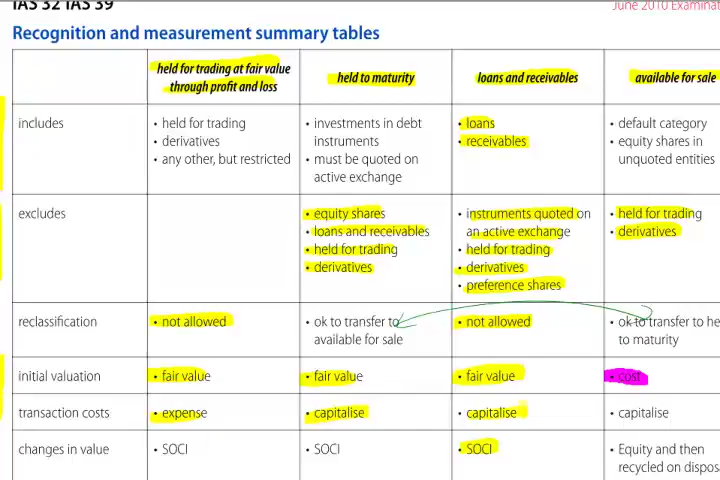 IAS 32 IAS 39
June 2010 Examinat
Recognition and measurement summary tables
held for trading at fair value
through profit and loss
held to maturity
loans and receivables
available for sale
includes
• held for trading
• derivatives
• any other, but restricted
• investments in debt
instruments
• must be quoted on
active exchange
• loans
• receivables
• default category
• equity shares in
unquoted entities
excludes
• equity shares
• loans and receivables
• held for trading
• derivatives
• instruments quoted on
an active exchange
• held for trading
• derivatives
• preference shares
• held for trading
• derivatives
reclassification
• not allowed
• ok to transfer to
available for sale
• not allowed
• ok to transfer to he
to maturity
initial valuation
• fair value
• fair value
• fair value
• cost
transaction costs
• expense
• capitalise
• capitalise
• capitalise
changes in value
• SOCI
• SOCI
• SOCI
• Equity and then
recycled on dispos